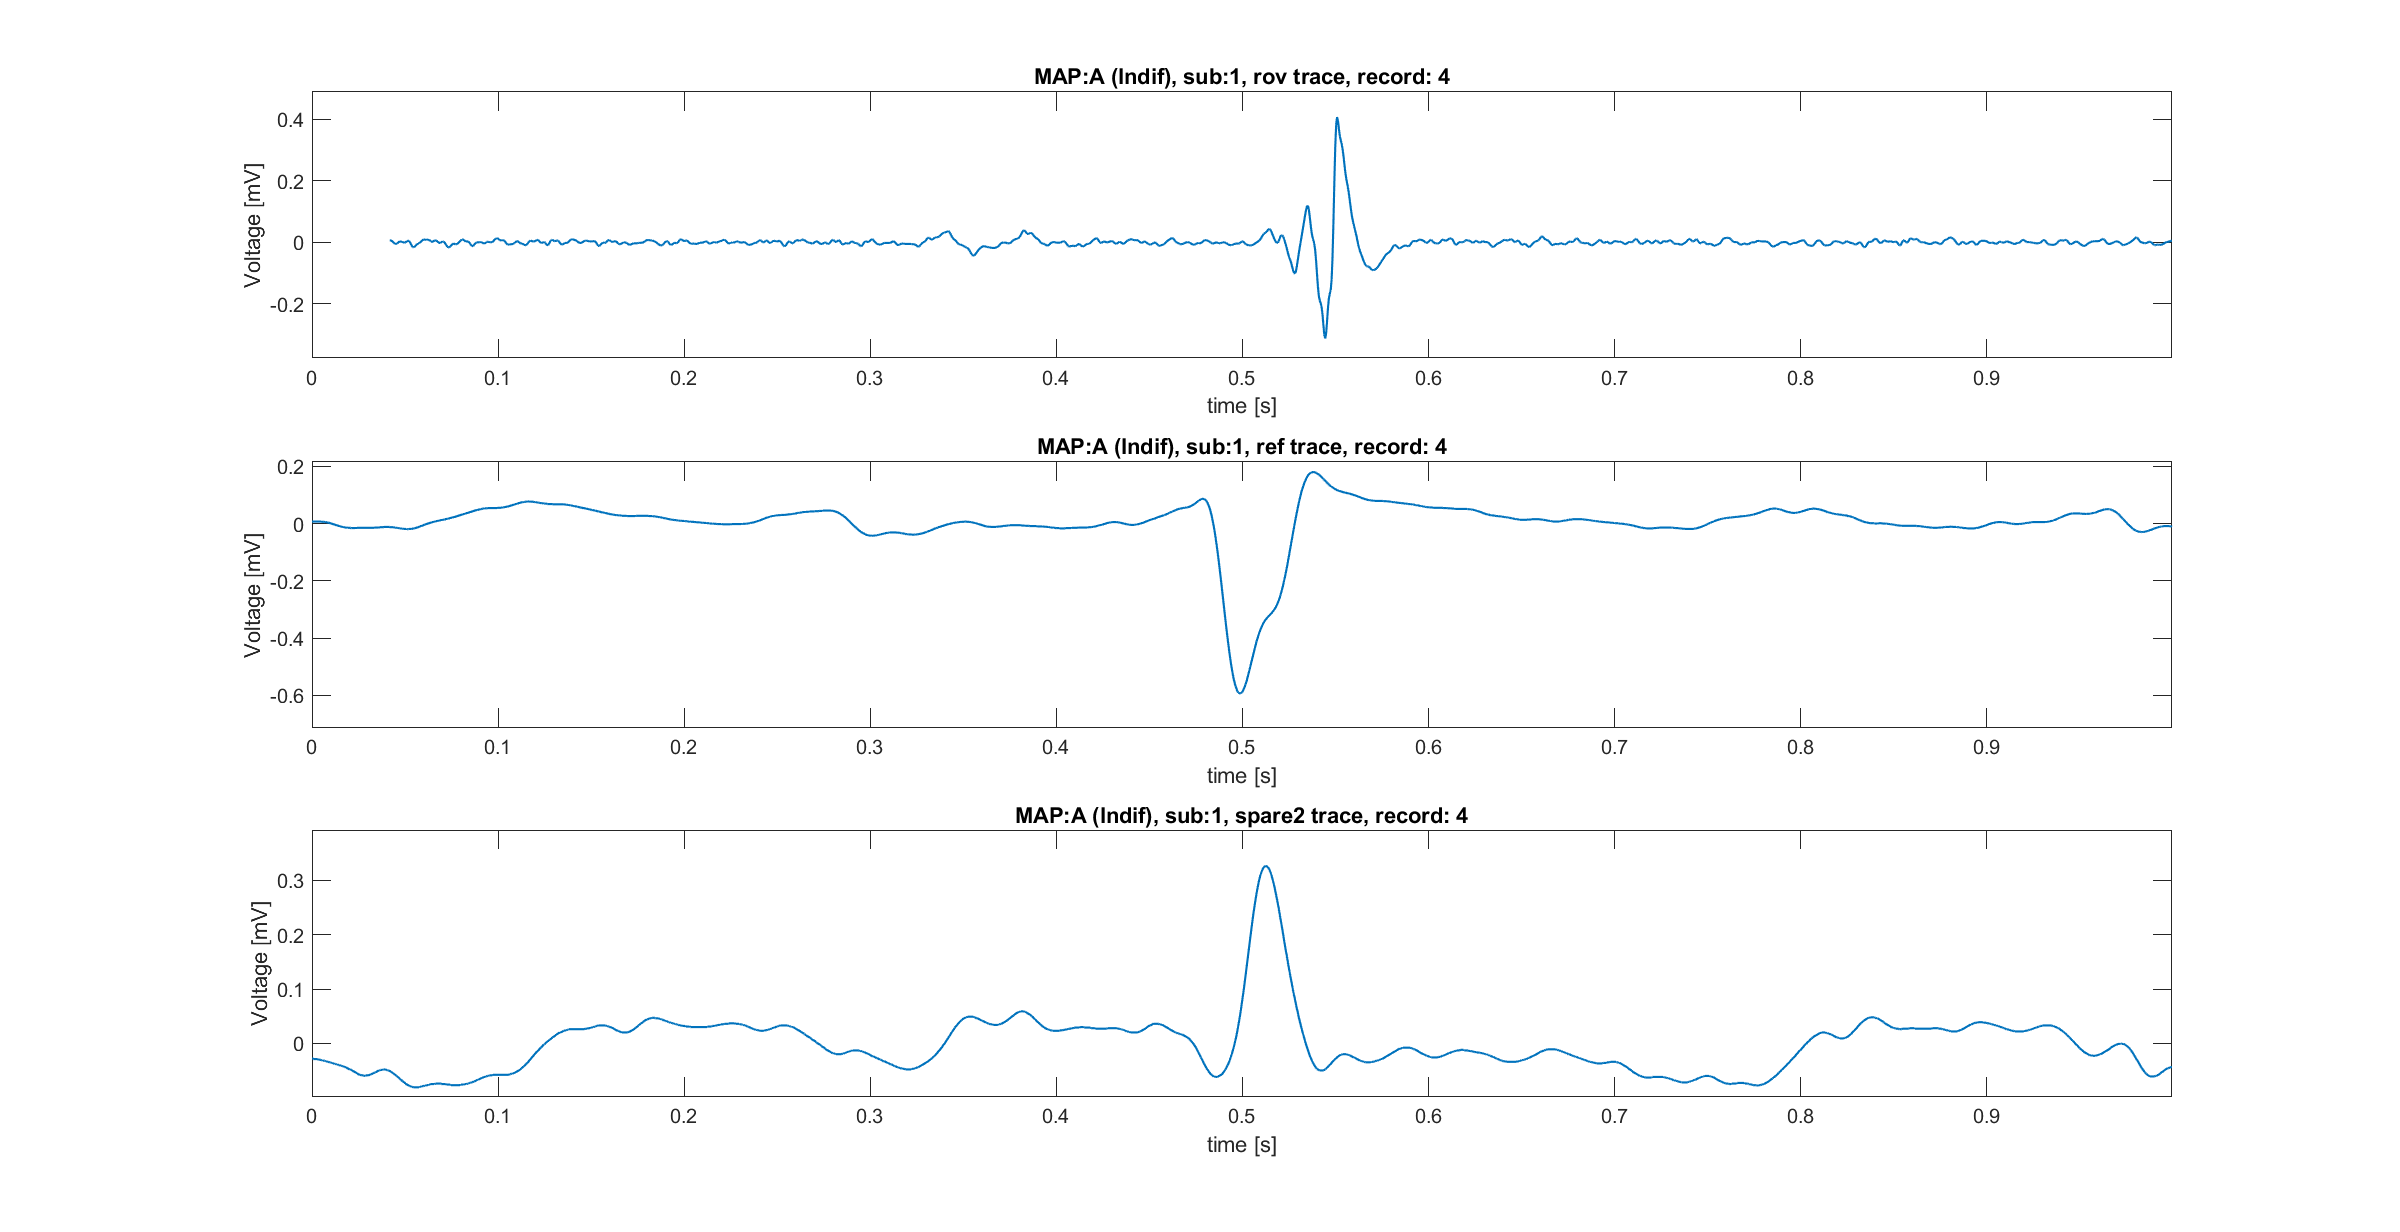 MAP:A (Indif), sub:1, rov trace, record: 4
Voltage [mV]
0.4
0.2
0
-0.2
0 0.1 0.2 0.3 0.4 0.5 0.6 0.7 0.8 0.9
time [s]
MAP:A (Indif), sub:1, ref trace, record: 4
Voltage [mV]
0.2
0
-0.2
-0.4
-0.6
0 0.1 0.2 0.3 0.4 0.5 0.6 0.7 0.8 0.9
time [s]
MAP:A (Indif), sub:1, spare2 trace, record: 4
Voltage [mV]
0.3
0.2
0.1
0
0 0.1 0.2 0.3 0.4 0.5 0.6 0.7 0.8 0.9
time [s]